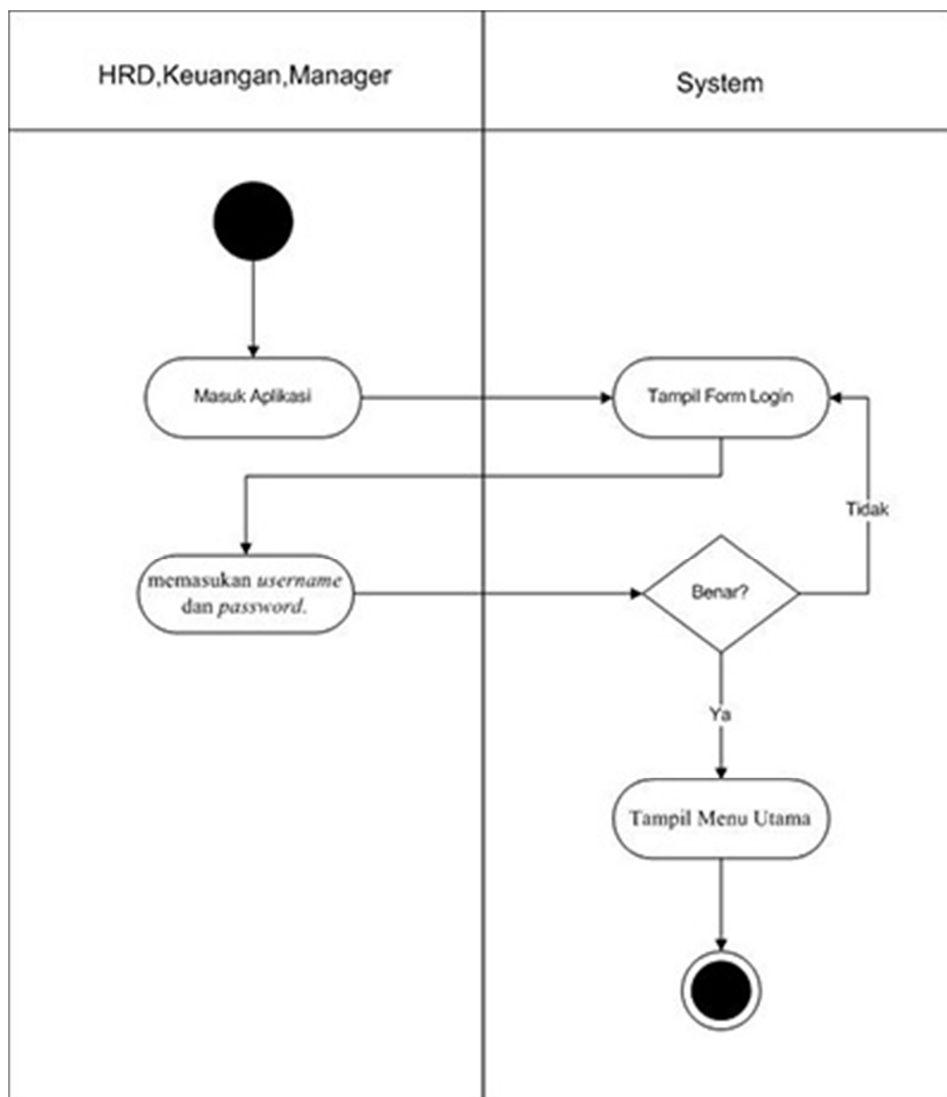 HRD,Keuangan,Manager
System
Masuk Aplikasi
Tampil Form Login
Tidak
memasukan username
dan password.
Benar?
Ya
Tampil Menu Utama